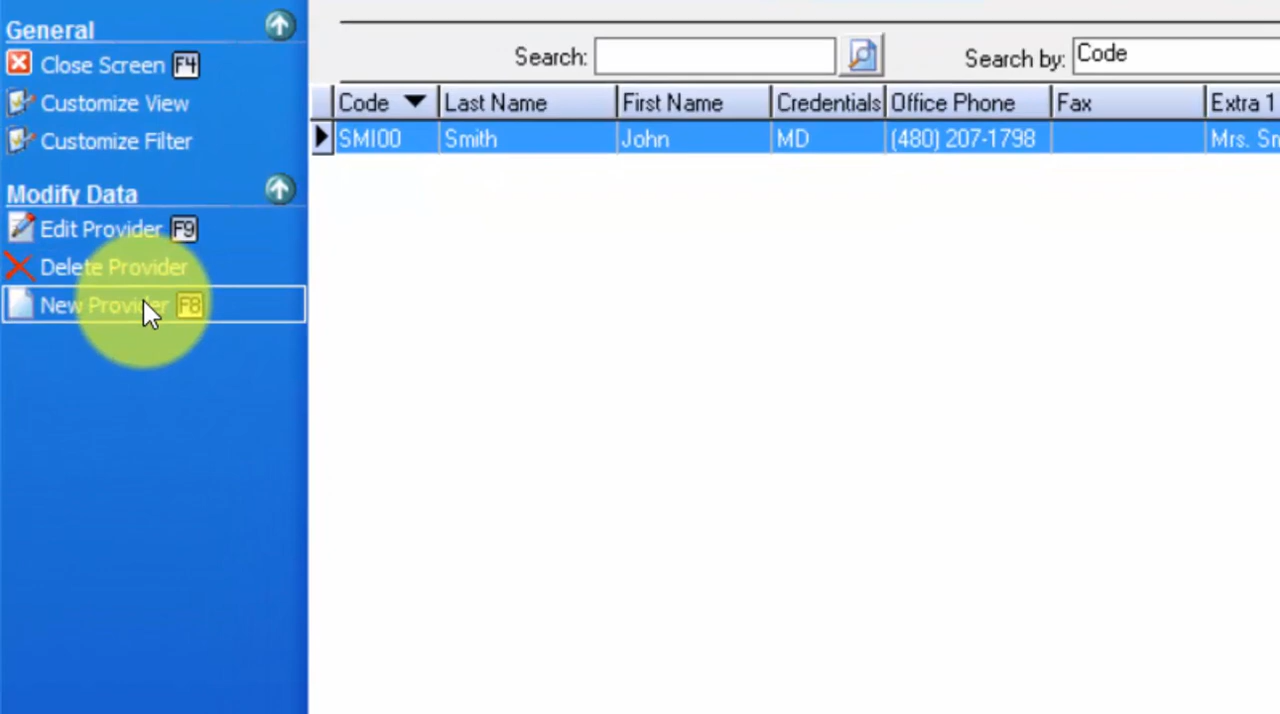 General
Close Screen F4
Customize View
Customize Filter
Modify Data
Edit Provider F9
Delete Provider
New Provider F8
Search:
Search by: Code
Code Last Name First Name Credentials Office Phone Fax Extra 1
SMI00 Smith John MD (480) 207-1798 Mrs.